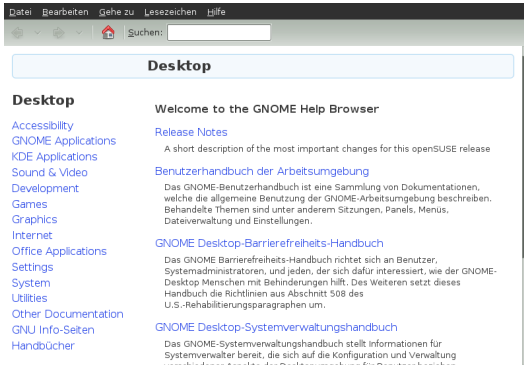 Datei Bearbeiten Gehe zu Lesezeichen Hilfe
Suchen:
Desktop
Desktop
Accessibility
GNOME Applications
KDE Applications
Sound & Video
Development
Games
Graphics
Internet
Office Applications
Settings
System
Utilities
Other Documentation
GNU Info-Seiten
Handbücher
Welcome to the GNOME Help Browser
Release Notes
A short description of the most important changes for this openSUSE release
Benutzerhandbuch der Arbeitsumgebung
Das GNOME-Benutzerhandbuch ist eine Sammlung von Dokumentationen,
welche die allgemeine Benutzung der GNOME-Arbeitsumgebung beschreiben.
Behandelte Themen sind unter anderem Sitzungen, Panels, Menüs,
Dateiverwaltung und Einstellungen.
GNOME Desktop-Barrierefreiheits-Handbuch
Das GNOME Barrierefreiheits-Handbuch richtet sich an Benutzer,
Systemadministratoren, und jeden, der sich dafür interessiert, wie der GNOME-
Desktop Menschen mit Behinderungen hilft. Des Weiteren setzt dieses
Handbuch die Richtlinien aus Abschnitt 508 des
U.S.-Rehabilitierungsparagraphen um.
GNOME Desktop-Systemverwaltungshandbuch
Das GNOME-Systemverwaltungshandbuch stellt Informationen für
Systemverwalter bereit, die sich auf die Konfiguration und Verwaltung